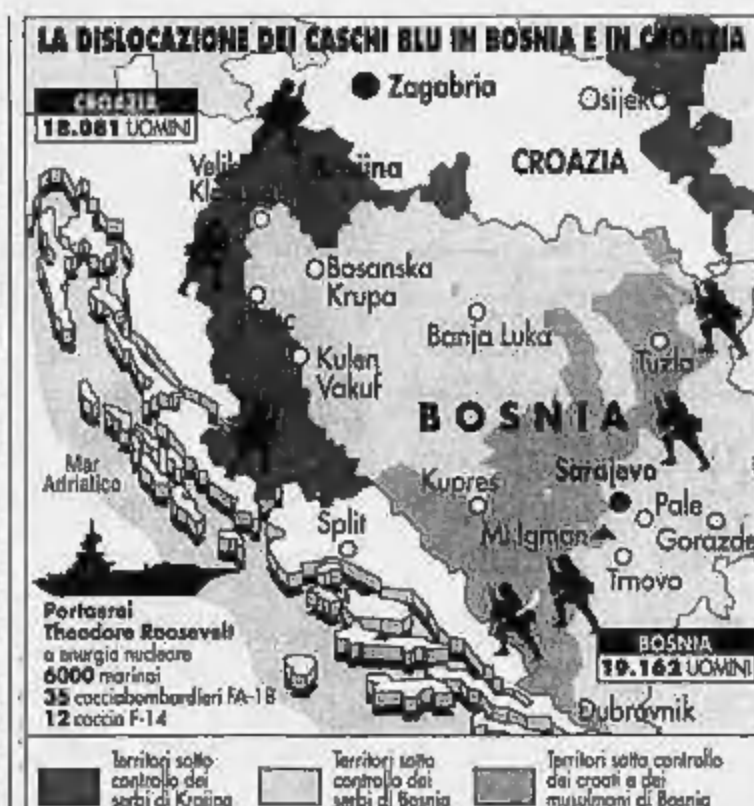 LA DISLOCAZIONE DEI CASCHI BLU IN BOSNIA E IN CROAZIA
CROAZIA
18.081 UOMINI
Zagabria
Osijek
CROAZIA
Krajina
Bosanska
Krupa
Banja Luka
Tuzla
Kulen
Vakuf
BOSNIA
Mar
Adriatico
Kupres
Sarajevo
Split
M. Igman
Pale
Gorazde
Trnovo
Portaerei
Theodore Roosevelt
a energia nucleare
6000 marinai
35 cacciabombardieri FA-18
12 caccia F-14
BOSNIA
19.162 UOMINI
Dubrovnik
Territori sotto
controllo dei
serbi di Krajina
Territori sotto
controllo dai
serbi di Bosnia
Territori sotto controllo
dei croati e dei
musulmani di Bosnia